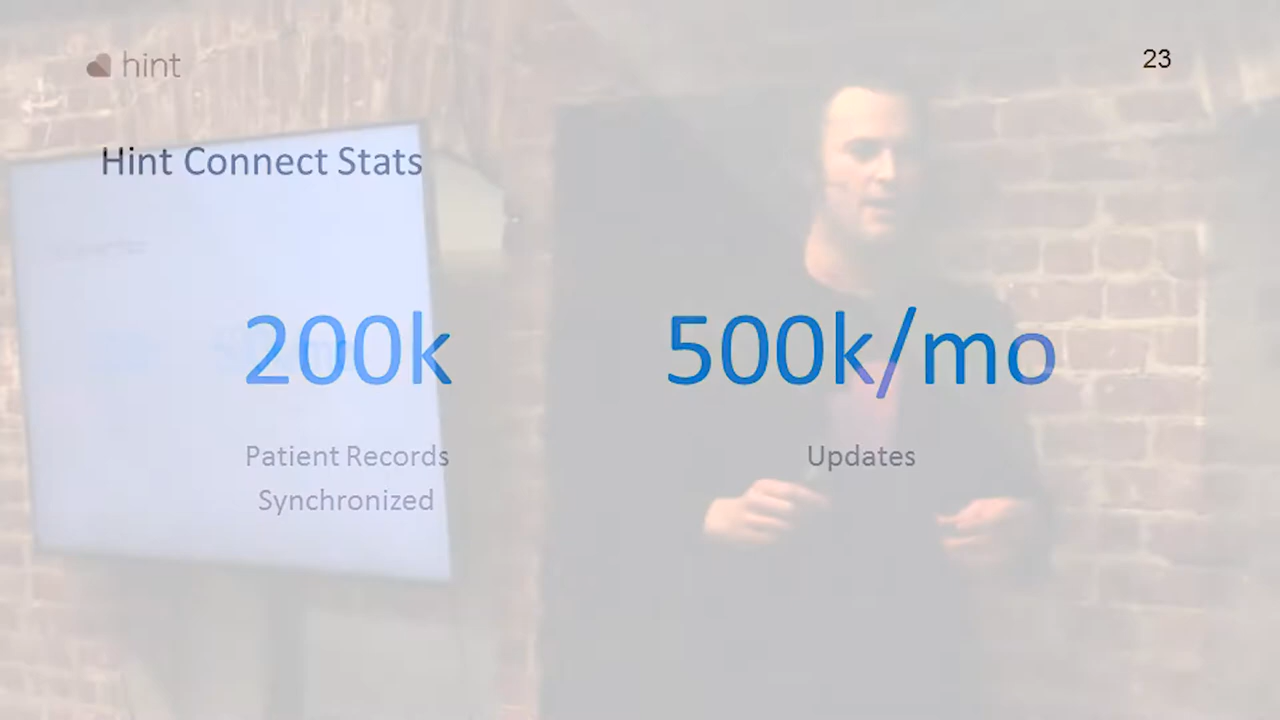 hint
23
Hint Connect Stats
200k
500k/mo
Patient Records
Synchronized
Updates